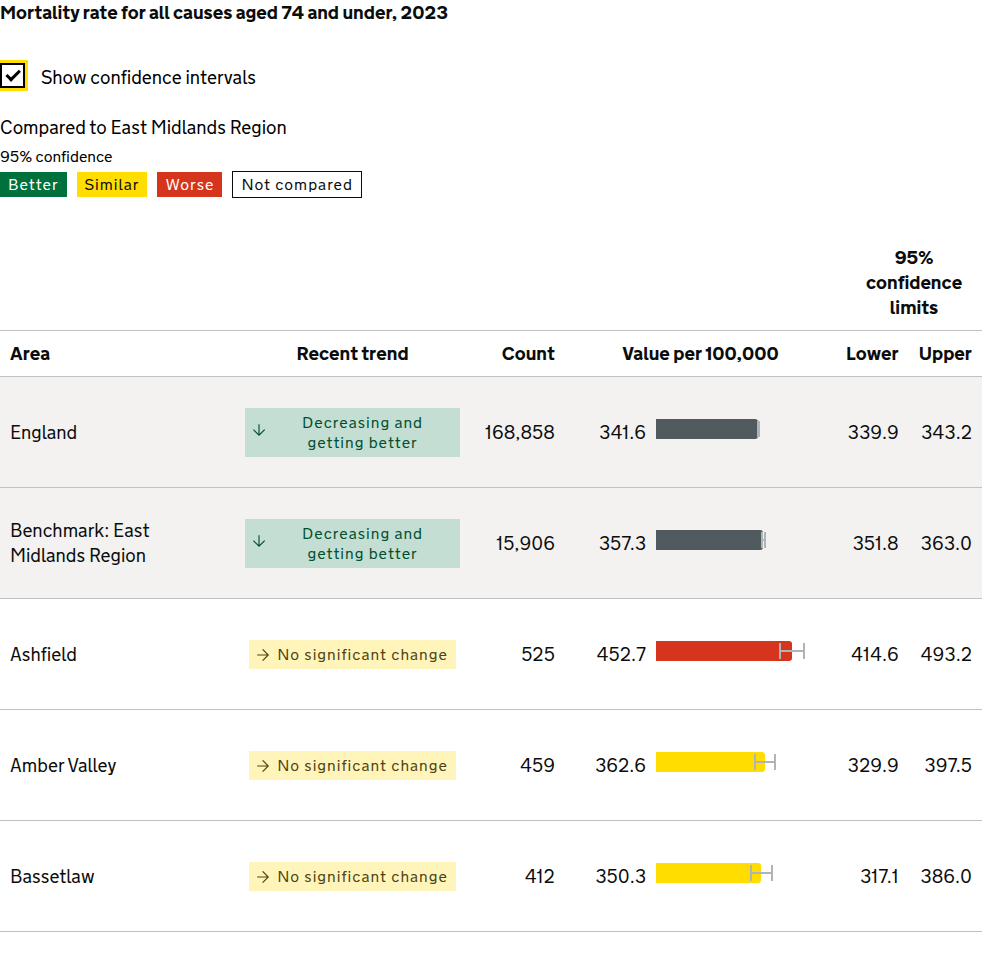 Mortality rate for all causes aged 74 and under, 2023
Show confidence intervals
Compared to East Midlands Region
95% confidence
Better Similar Worse Not compared
95%
confidence
limits
Area Recent trend Count Value per 100,000 Lower Upper
England ↓ Decreasing and
getting better 168,858 341.6 339.9 343.2
Benchmark: East
Midlands Region ↓ Decreasing and
getting better 15,906 357.3 351.8 363.0
Ashfield → No significant change 525 452.7 414.6 493.2
Amber Valley → No significant change 459 362.6 329.9 397.5
Bassetlaw → No significant change 412 350.3 317.1 386.0